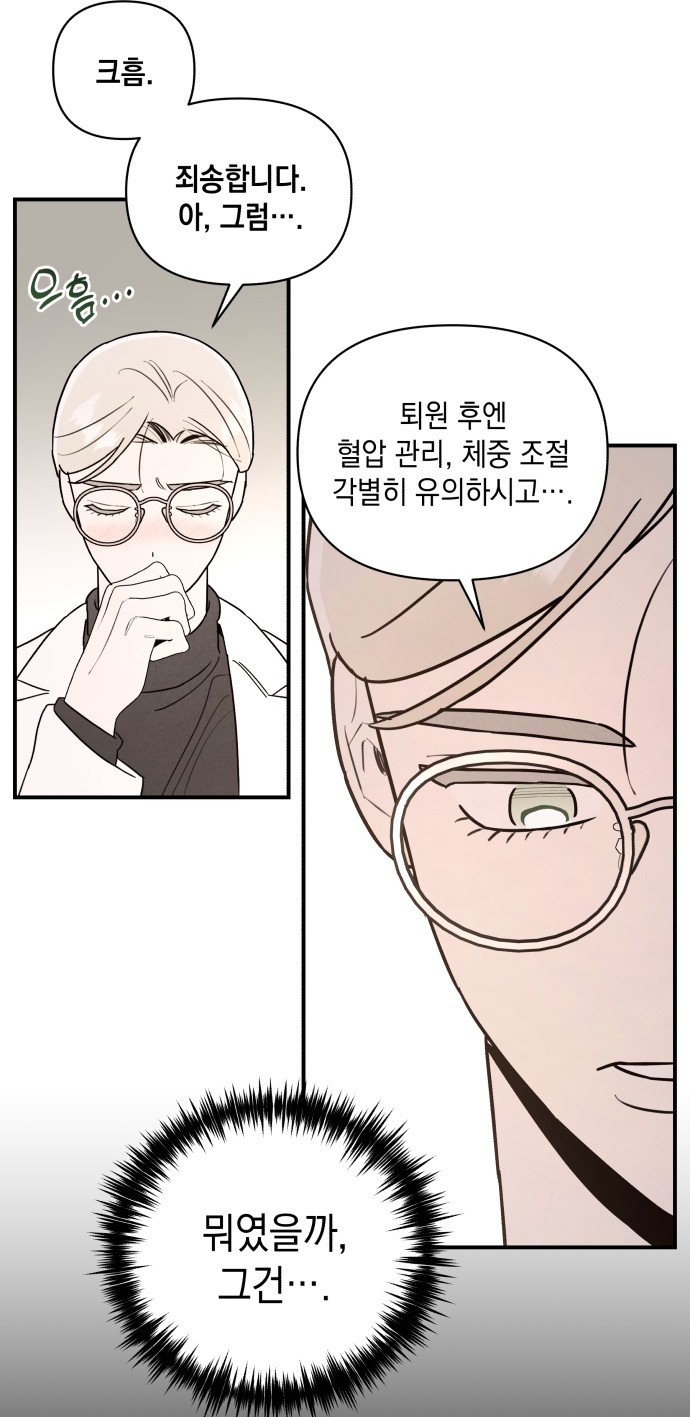 크흠.
죄송합니다.
아, 그럼….
으흠…
퇴원 후엔
혈압 관리, 체중 조절
각별히 유의하시고….
뭐였을까,
그건….